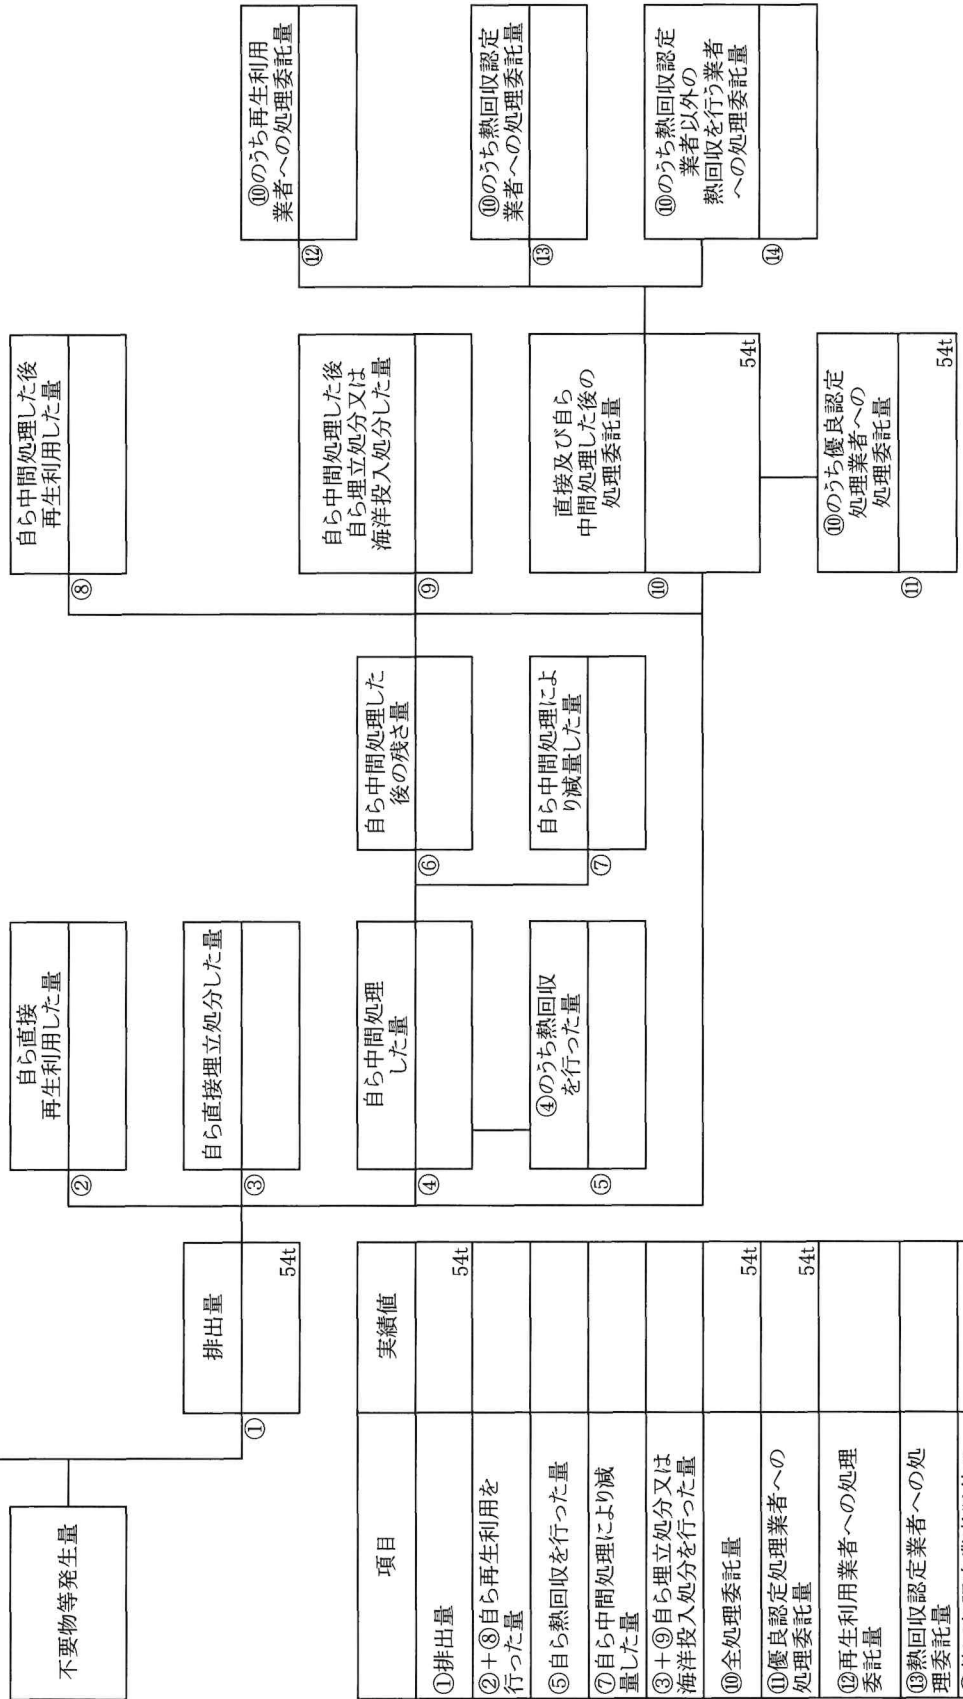 不要物等発生量
①
排出量
54t
②
自ら直接
再生利用した量
③
自ら直接埋立処分した量
④
自ら中間処理
した量
⑤
④のうち熱回収
を行った量
⑥
自ら中間処理した
後の残さ量
⑦
自ら中間処理によ
り減量した量
⑧
自ら中間処理した後
再生利用した量
⑨
自ら中間処理した後
自ら埋立処分又は
海洋投入処分した量
⑩
直接及び自ら
中間処理した後の
処理委託量
54t
⑪
⑩のうち優良認定
処理業者への
処理委託量
54t
⑫
⑩のうち再生利用
業者への処理委託量
⑬
⑩のうち熱回収認定
業者への処理委託量
⑭
⑩のうち熱回収認定
業者以外の
熱回収を行う業者
への処理委託量
項目 実績値
①排出量 54t
②+⑧自ら再生利用を
行った量
⑤自ら熱回収を行った量
⑦自ら中間処理により減
量した量
③+⑨自ら埋立処分又は
海洋投入処分を行った量
⑩全処理委託量 54t
⑪優良認定処理業者への
処理委託量 54t
⑫再生利用業者への処理
委託量
⑬熱回収認定業者への処
理委託量